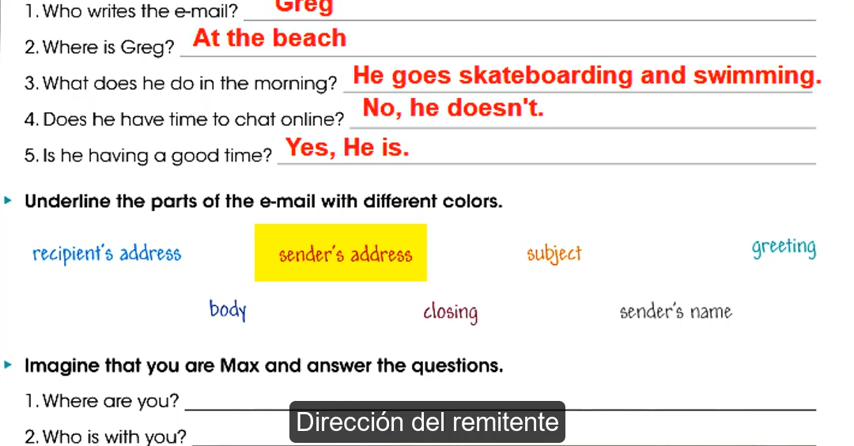 1. Who writes the e-mail? Greg
2. Where is Greg? At the beach
3. What does he do in the morning? He goes skateboarding and swimming.
4. Does he have time to chat online? No, he doesn't.
5. Is he having a good time? Yes, He is.
Underline the parts of the e-mail with different colors.
recipient's address sender's address subject greeting
body closing sender's name
Imagine that you are Max and answer the questions.
1. Where are you?
Dirección del remitente
2. Who is with you?